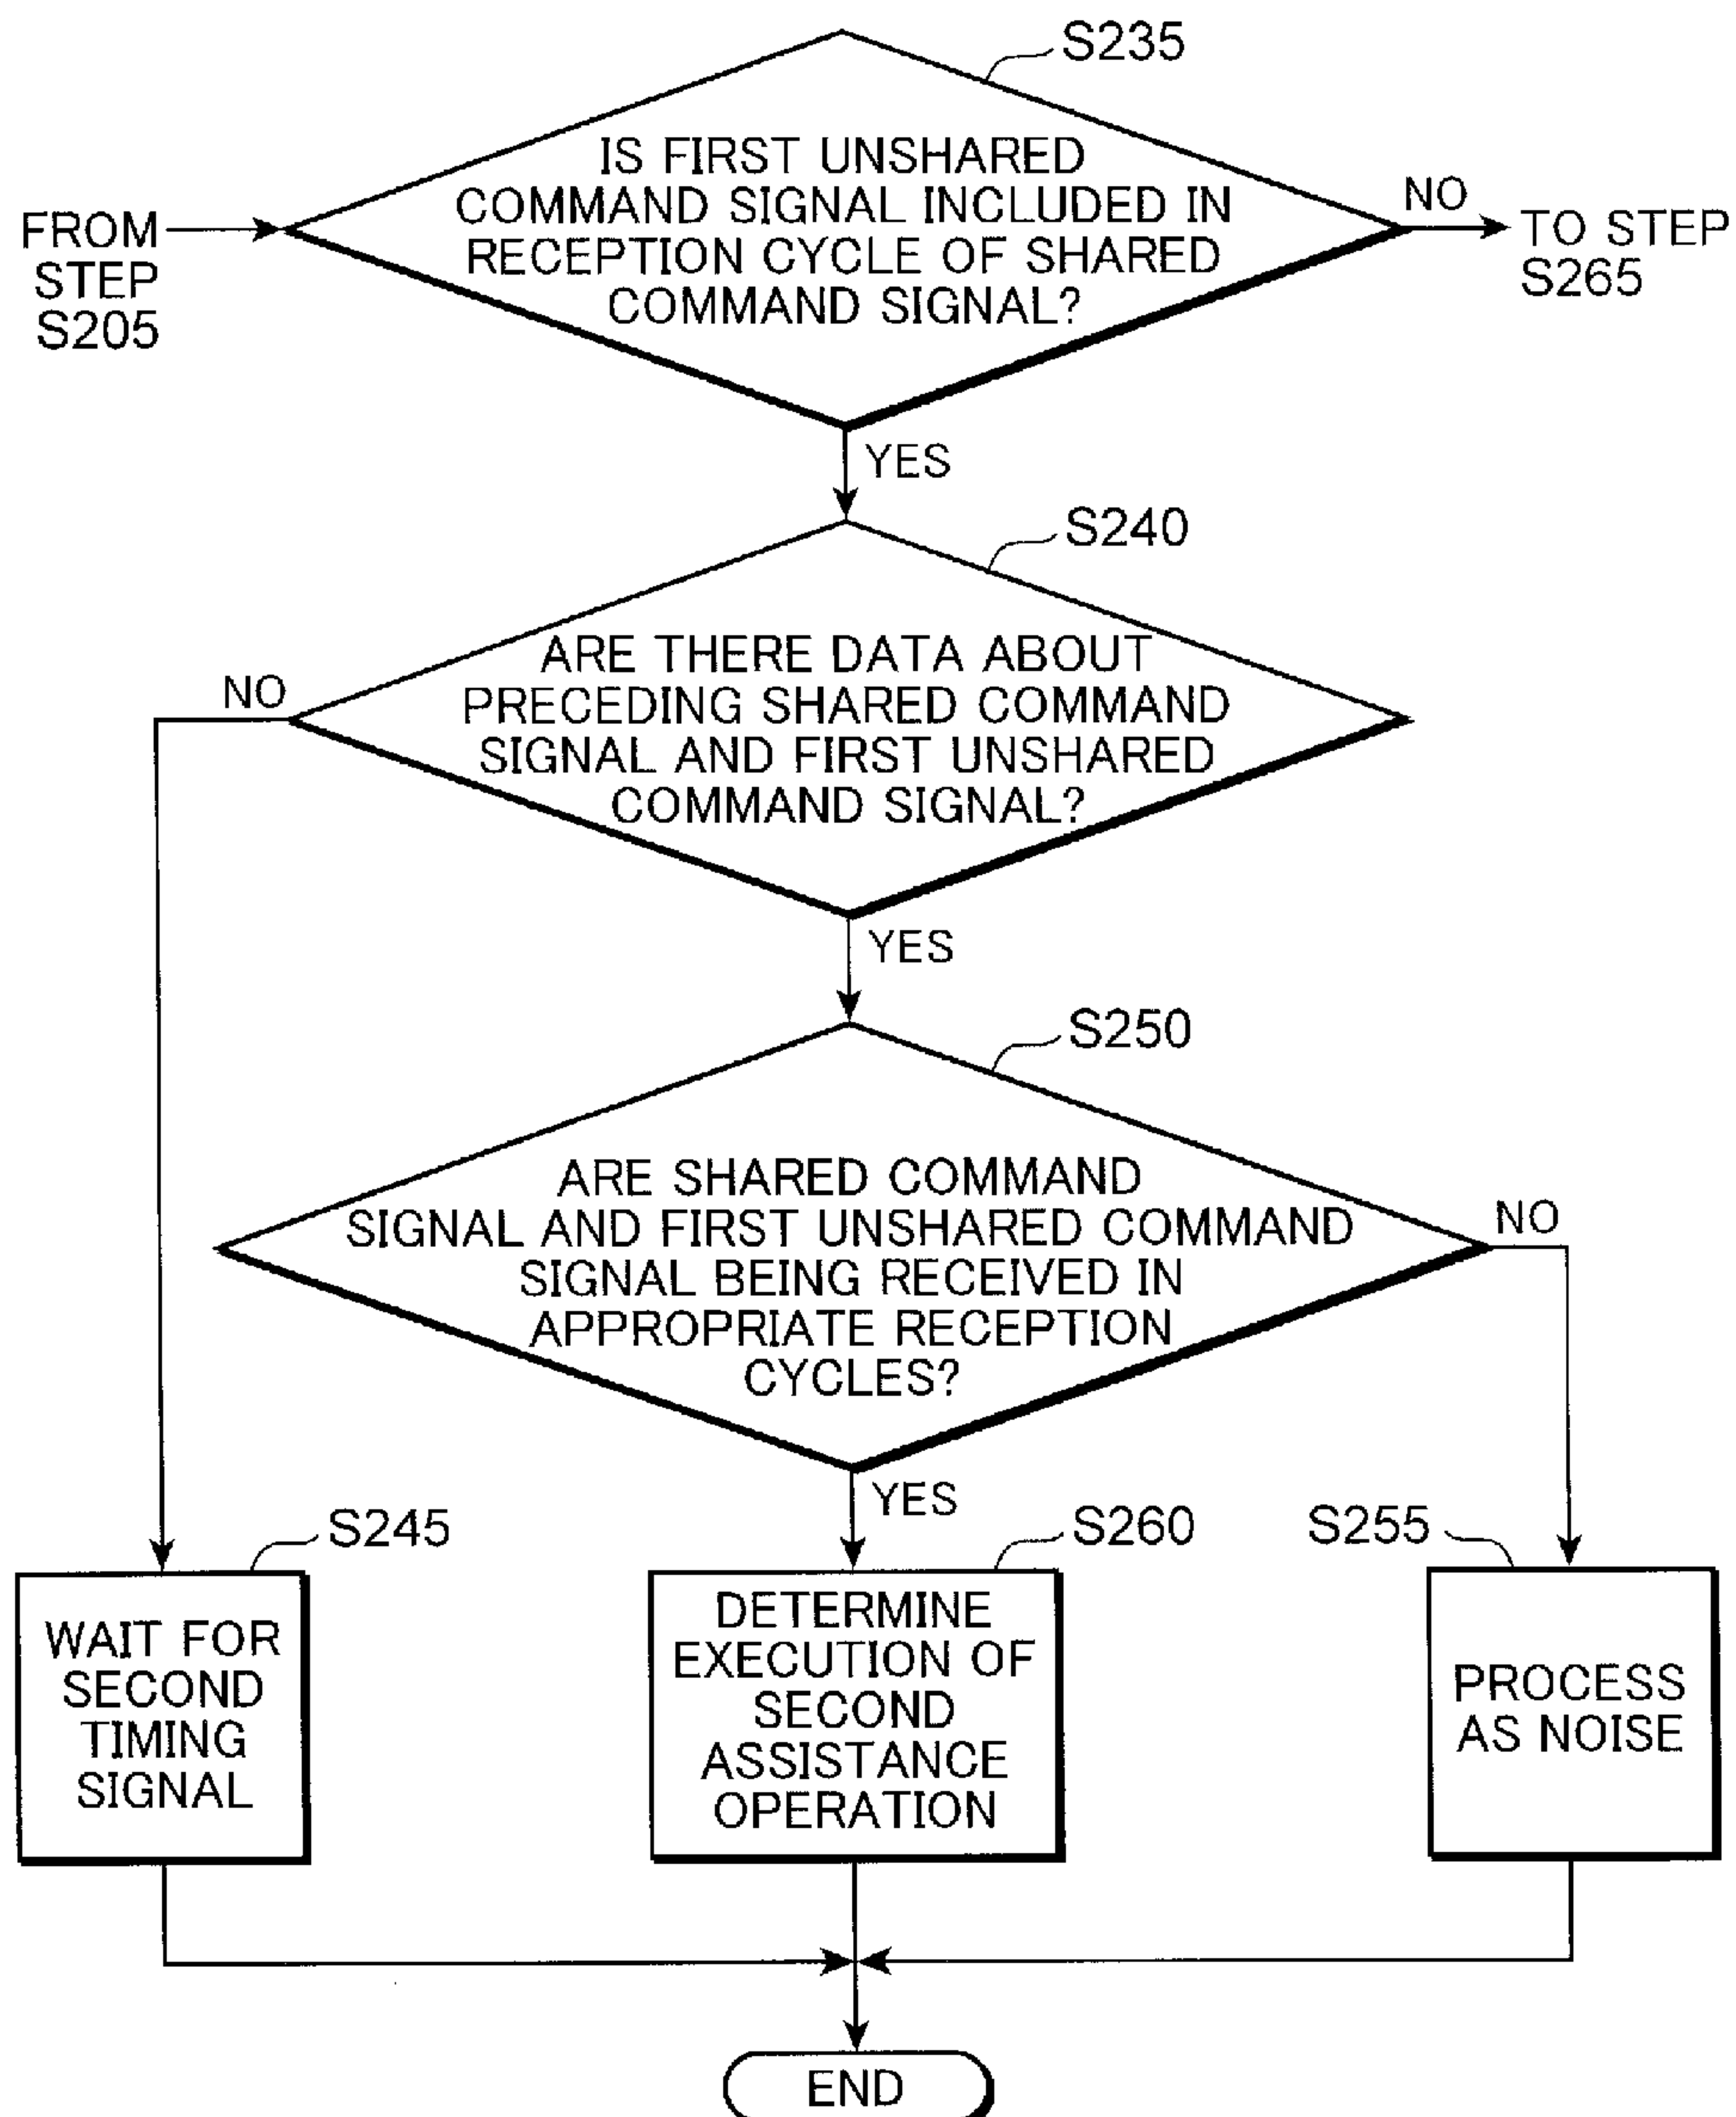 S235
IS FIRST UNSHARED
COMMAND SIGNAL INCLUDED IN
RECEPTION CYCLE OF SHARED
COMMAND SIGNAL?
FROM
STEP
S205
NO
TO STEP
S265
YES
S240
ARE THERE DATA ABOUT
PRECEDING SHARED COMMAND
SIGNAL AND FIRST UNSHARED
COMMAND SIGNAL?
NO
YES
S250
ARE SHARED COMMAND
SIGNAL AND FIRST UNSHARED COMMAND
SIGNAL BEING RECEIVED IN
APPROPRIATE RECEPTION
CYCLES?
NO
YES
S245
WAIT FOR
SECOND
TIMING
SIGNAL
S260
DETERMINE
EXECUTION OF
SECOND
ASSISTANCE
OPERATION
S255
PROCESS
AS NOISE
END